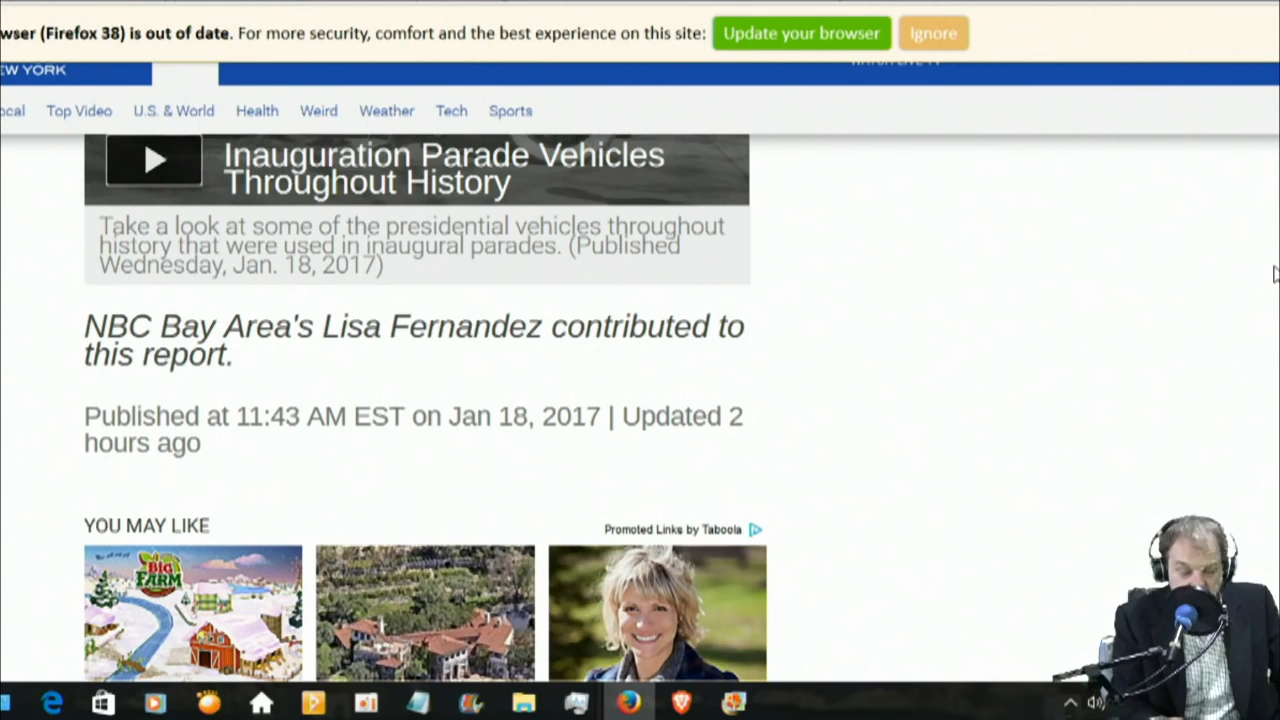 wser (Firefox 38) is out of date. For more security, comfort and the best experience on this site: Update your browser Ignore
EW YORK
ocal Top Video U.S. & World Health Weird Weather Tech Sports
Inauguration Parade Vehicles
Throughout History
Take a look at some of the presidential vehicles throughout
history that were used in inaugural parades. (Published
Wednesday, Jan. 18, 2017)
NBC Bay Area's Lisa Fernandez contributed to
this report.
Published at 11:43 AM EST on Jan 18, 2017 | Updated 2
hours ago
YOU MAY LIKE
Promoted Links by Taboola
BIG
FARM